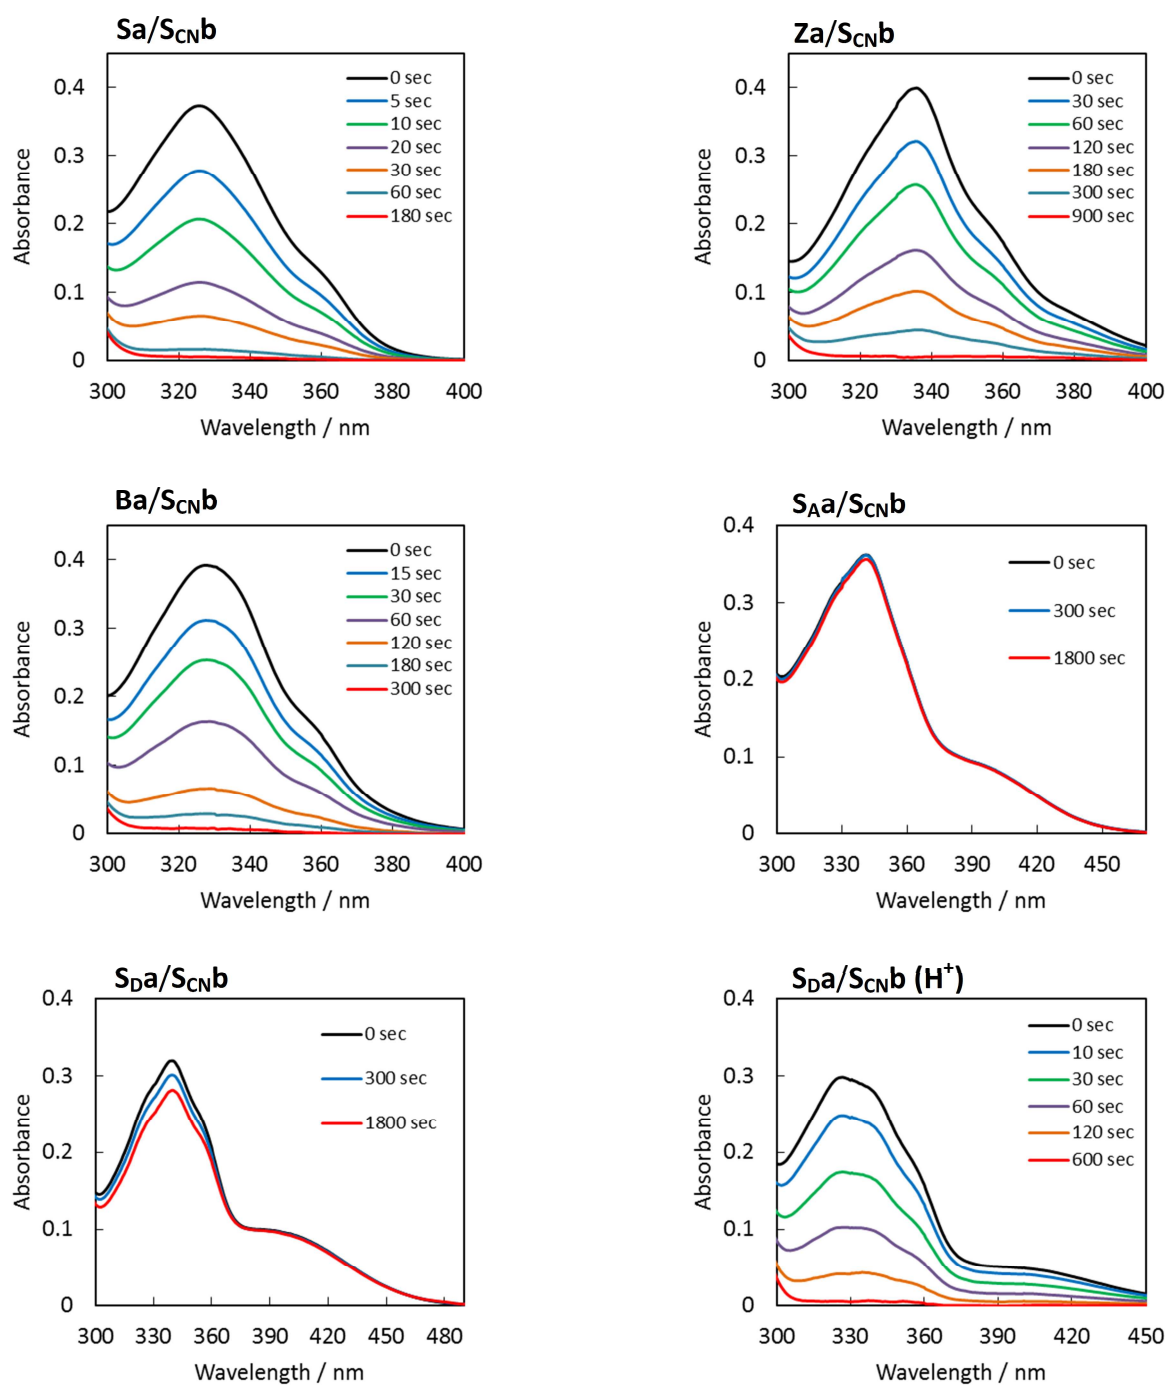 Sa/SCNb
0.4
0.3
0.2
0.1
0
Absorbance
0 sec
5 sec
10 sec
20 sec
30 sec
60 sec
180 sec
300 320 340 360 380 400
Wavelength / nm
Za/SCNb
0.4
0.3
0.2
0.1
0
Absorbance
0 sec
30 sec
60 sec
120 sec
180 sec
300 sec
900 sec
300 320 340 360 380 400
Wavelength / nm
Ba/SCNb
0.4
0.3
0.2
0.1
0
Absorbance
0 sec
15 sec
30 sec
60 sec
120 sec
180 sec
300 sec
300 320 340 360 380 400
Wavelength / nm
SAa/SCNb
0.4
0.3
0.2
0.1
0
Absorbance
0 sec
300 sec
1800 sec
300 330 360 390 420 450
Wavelength / nm
SDa/SCNb
0.4
0.3
0.2
0.1
0
Absorbance
0 sec
300 sec
1800 sec
300 330 360 390 420 450 480
Wavelength / nm
SDa/SCNb (H+)
0.4
0.3
0.2
0.1
0
Absorbance
0 sec
10 sec
30 sec
60 sec
120 sec
600 sec
300 330 360 390 420 450
Wavelength / nm